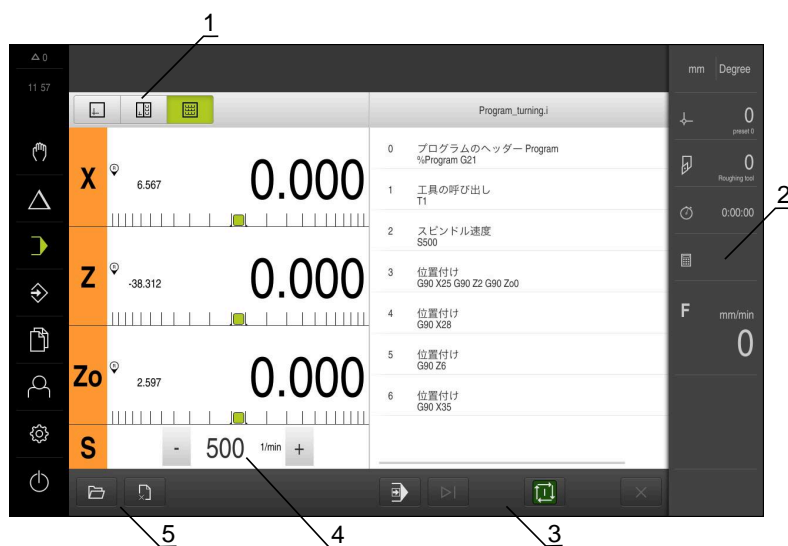 1
0
11 57
mm Degree
Program_turning.i
0
preset 0
0
Roughing tool
0:00:00
2
F mm/min
0
X R 6.567 0.000
Z R -38.312 0.000
Zo R 2.597 0.000
S - 500 1/min +
0 プログラムのヘッダー Program
%Program G21
1 工具の呼び出し
T1
2 スピンドル速度
S500
3 位置付け
G90 X25 G90 Z2 G90 Zo0
4 位置付け
G90 X28
5 位置付け
G90 Z6
6 位置付け
G90 X35
5
4
3